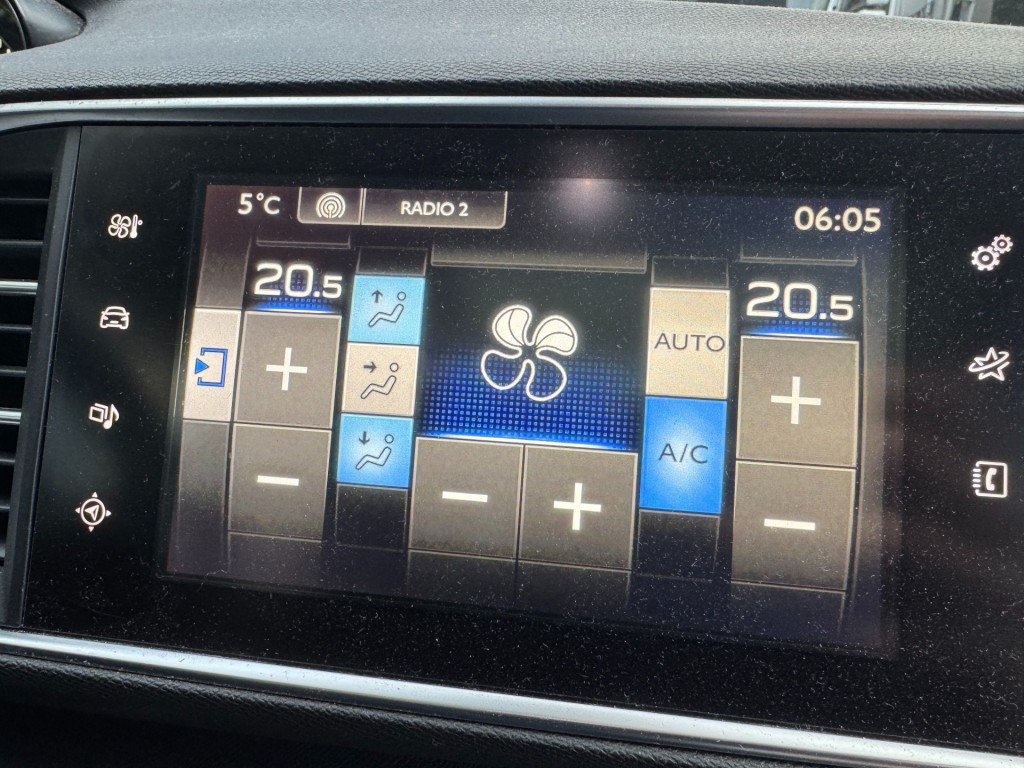 5°C RADIO 2 06:05
20.5 20.5
AUTO
+ +
A/C
- - + -